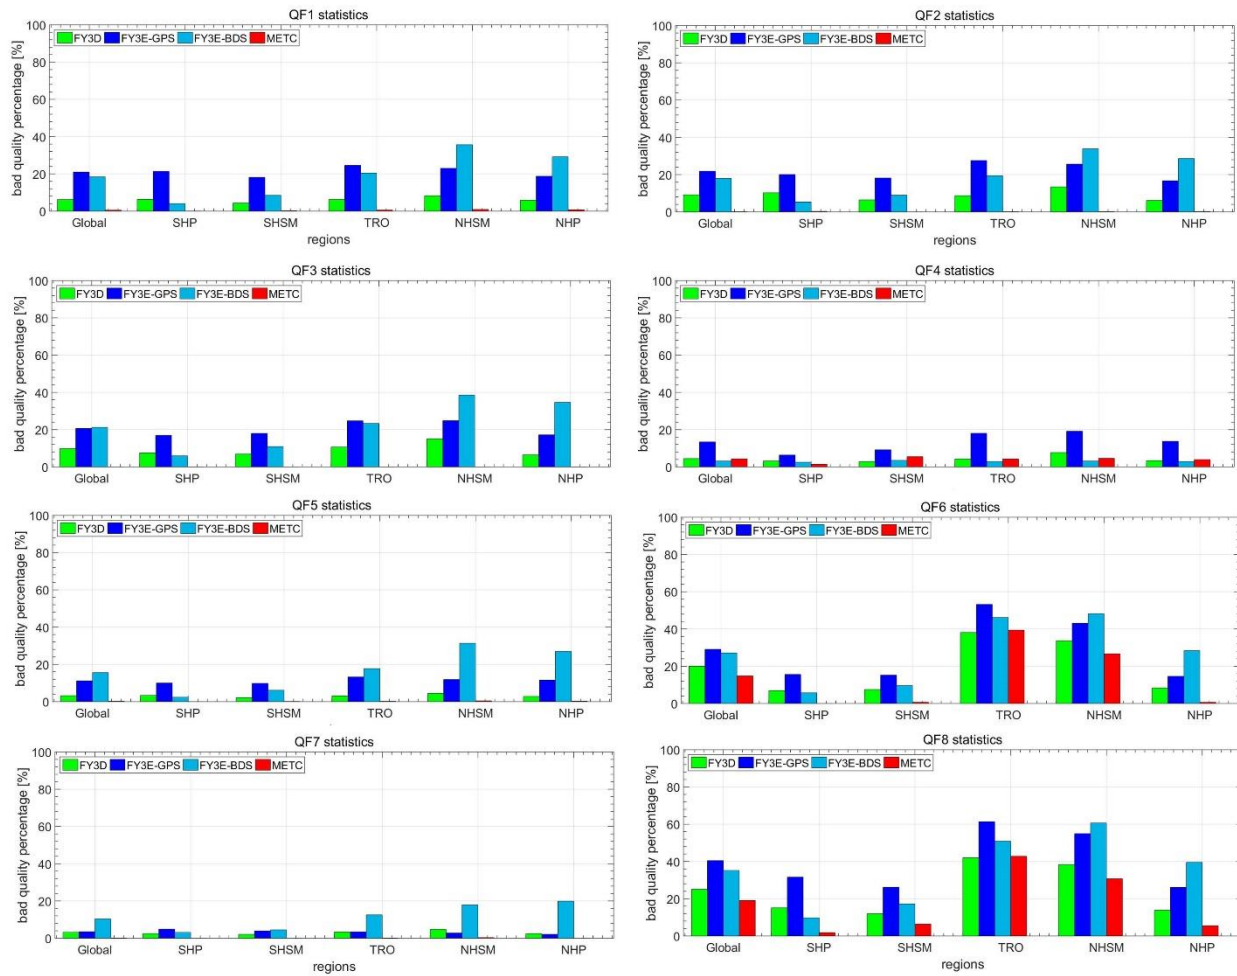 QF1 statistics
bad quality percentage [%]
100
80
60
40
20
0
FY3D FY3E-GPS FY3E-BDS METC
Global SHP SHSM TRO NHSM NHP
regions
QF2 statistics
bad quality percentage [%]
100
80
60
40
20
0
FY3D FY3E-GPS FY3E-BDS METC
Global SHP SHSM TRO NHSM NHP
regions
QF3 statistics
bad quality percentage [%]
100
80
60
40
20
0
FY3D FY3E-GPS FY3E-BDS METC
Global SHP SHSM TRO NHSM NHP
QF4 statistics
bad quality percentage [%]
100
80
60
40
20
0
FY3D FY3E-GPS FY3E-BDS METC
Global SHP SHSM TRO NHSM NHP
QF5 statistics
bad quality percentage [%]
100
80
60
40
20
0
FY3D FY3E-GPS FY3E-BDS METC
Global SHP SHSM TRO NHSM NHP
QF6 statistics
bad quality percentage [%]
100
80
60
40
20
0
FY3D FY3E-GPS FY3E-BDS METC
Global SHP SHSM TRO NHSM NHP
QF7 statistics
bad quality percentage [%]
100
80
60
40
20
0
FY3D FY3E-GPS FY3E-BDS METC
Global SHP SHSM TRO NHSM NHP
regions
QF8 statistics
bad quality percentage [%]
100
80
60
40
20
0
FY3D FY3E-GPS FY3E-BDS METC
Global SHP SHSM TRO NHSM NHP
regions